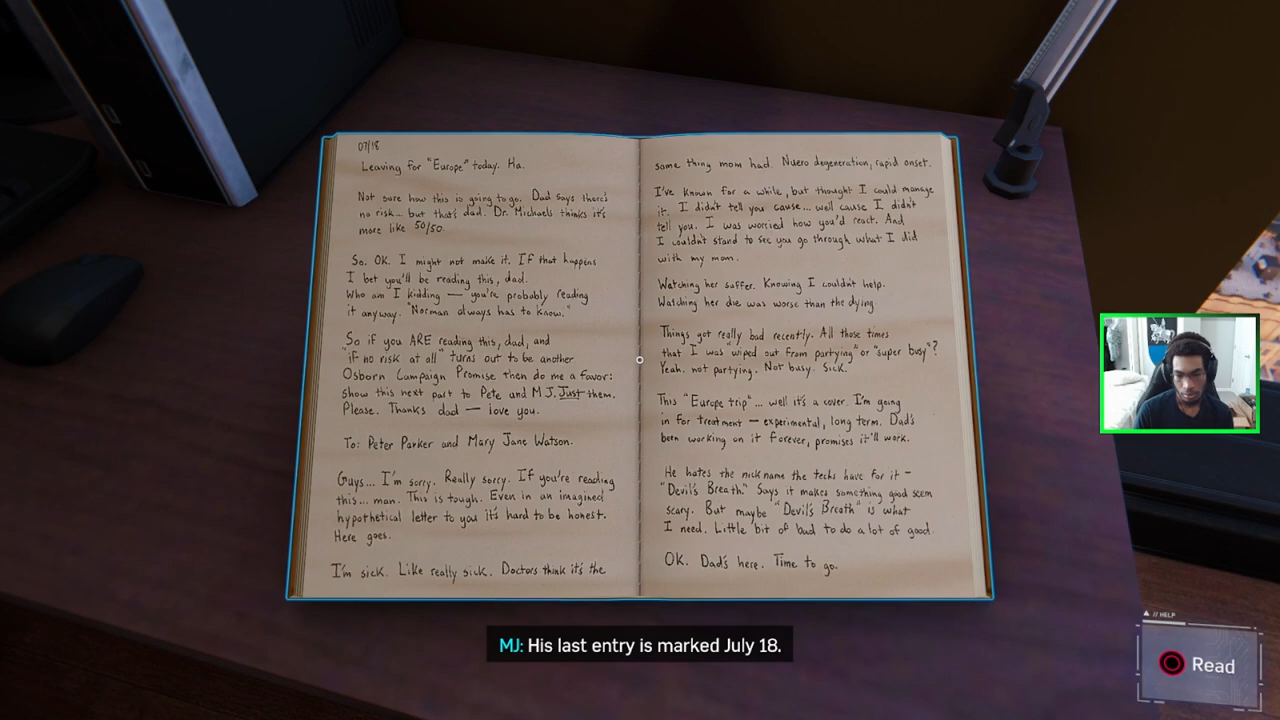 07/18
Leaving for "Europe" today. Ha.
Not sure how this is going to go. Dad says there's
no risk... but that's dad. Dr. Michaels thinks it's
more like 50/50.
So. OK. I might not make it. If that happens
I bet you'll be reading this, dad.
Who am I kidding — you're probably reading
it anyway. "Norman always has to know."
So if you ARE reading this, dad, and
"if no risk at all" turns out to be another
Osborn Campaign Promise then do me a favor:
show this next part to Pete and MJ. Just them.
Please. Thanks dad — love you.
To: Peter Parker and Mary Jane Watson.
Guys... I'm sorry. Really sorry. If you're reading
this... man. This is tough. Even in an imagined
hypothetical letter to you it's hard to be honest.
Here goes.
I'm sick. Like really sick. Doctors think it's the
same thing mom had. Nuero degeneration, rapid onset.
I've known for a while, but thought I could manage
it. I didn't tell you cause... well cause I didn't
tell you. I was worried how you'd react. And
I couldn't stand to see you go through what I did
with my mom.
Watching her suffer. Knowing I couldn't help.
Watching her die was worse than the dying.
Things got really bad recently. All those times
that I was "wiped out from partying" or "super busy"?
Yeah. not partying. Not busy. Sick.
This "Europe trip"... well it's a cover. I'm going
in for treatment — experimental, long term. Dad's
been working on it forever, promises it'll work.
He hates the nickname the techs have for it -
"Devil's Breath." Says it makes something good seem
scary. But maybe "Devil's Breath" is what
I need. Little bit of bad to do a lot of good.
OK. Dad's here. Time to go.
MJ: His last entry is marked July 18.
// HELP
Read